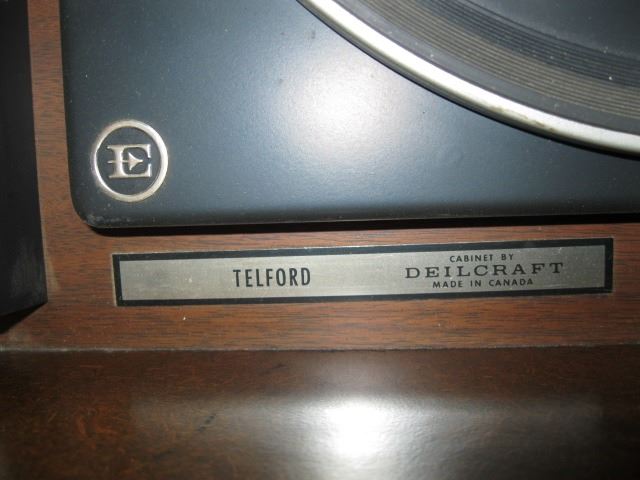 E
TELFORD
CABINET BY
DEILCRAFT
MADE IN CANADA